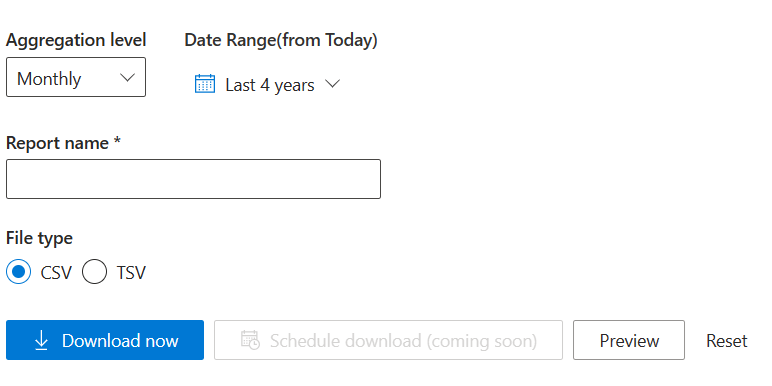 Aggregation level Date Range(from Today)
Monthly Last 4 years
Report name *
File type
CSV TSV
Download now Schedule download (coming soon) Preview Reset